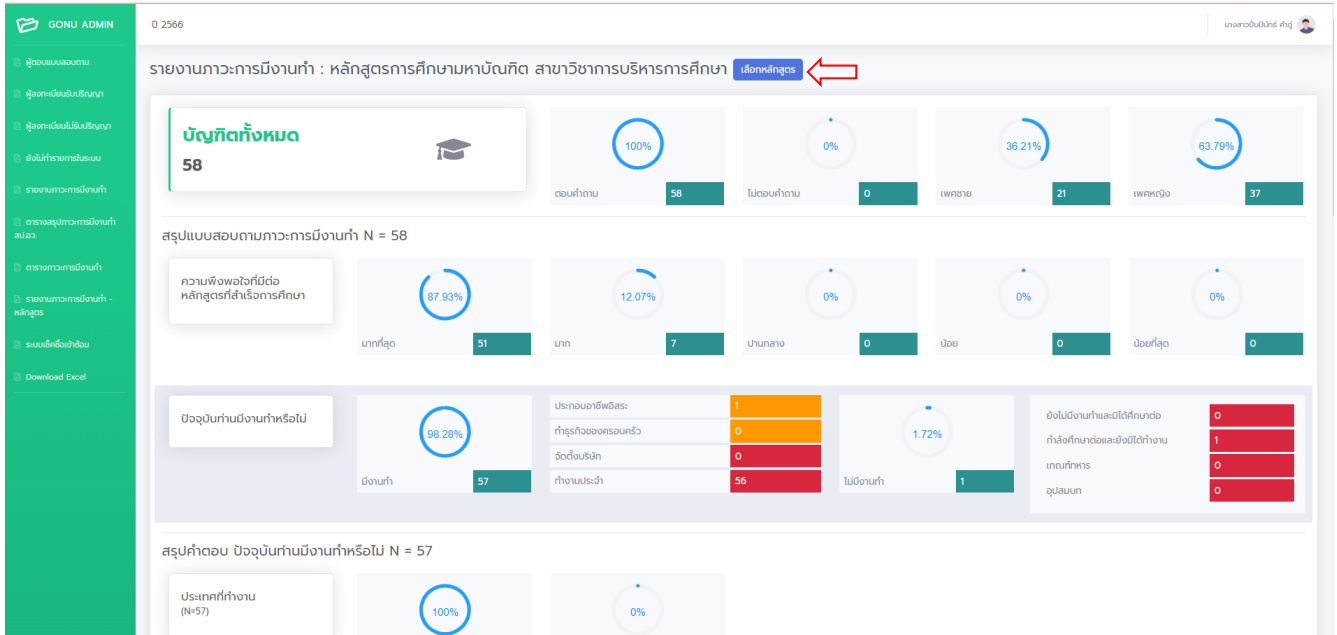 GONU ADMIN
ปี 2566
ผู้ตอบแบบสอบถาม
ผู้ลงทะเบียนรับปริญญา
ผู้ลงทะเบียนไม่รับปริญญา
ยังไม่ทำรายการในระบบ
รายงานภาวะการมีงานทำ
ตารางสรุปภาวะการมีงานทำ
สป.อว.
ตารางภาวะการมีงานทำ
รายงานภาวะการมีงานทำ -
หลักสูตร
ระบบเช็คชื่อเข้าซ้อม
Download Excel
รายงานภาวะการมีงานทำ : หลักสูตรการศึกษามหาบัณฑิต สาขาวิชาการบริหารการศึกษา เลือกหลักสูตร
บัณฑิตทั้งหมด
58
100%
ตอบคำถาม 58
0%
ไม่ตอบคำถาม 0
36.21%
เพศชาย 21
63.79%
เพศหญิง 37
สรุปแบบสอบถามภาวะการมีงานทำ N = 58
ความพึงพอใจที่มีต่อ
หลักสูตรที่สำเร็จการศึกษา
87.93%
มากที่สุด 51
12.07%
มาก 7
0%
ปานกลาง 0
0%
น้อย 0
0%
น้อยที่สุด 0
ปัจจุบันท่านมีงานทำหรือไม่
98.28%
มีงานทำ 57
ประกอบอาชีพอิสระ 1
ทำธุรกิจของครอบครัว 0
จัดตั้งบริษัท 0
ทำงานประจำ 56
1.72%
ไม่มีงานทำ 1
ยังไม่มีงานทำและมิได้ศึกษาต่อ 0
กำลังศึกษาต่อและยังมิได้ทำงาน 1
เกณฑ์ทหาร 0
อุปสมบท 0
สรุปคำตอบ ปัจจุบันท่านมีงานทำหรือไม่ N = 57
ประเทศที่ทำงาน
(N=57)
100%
0%